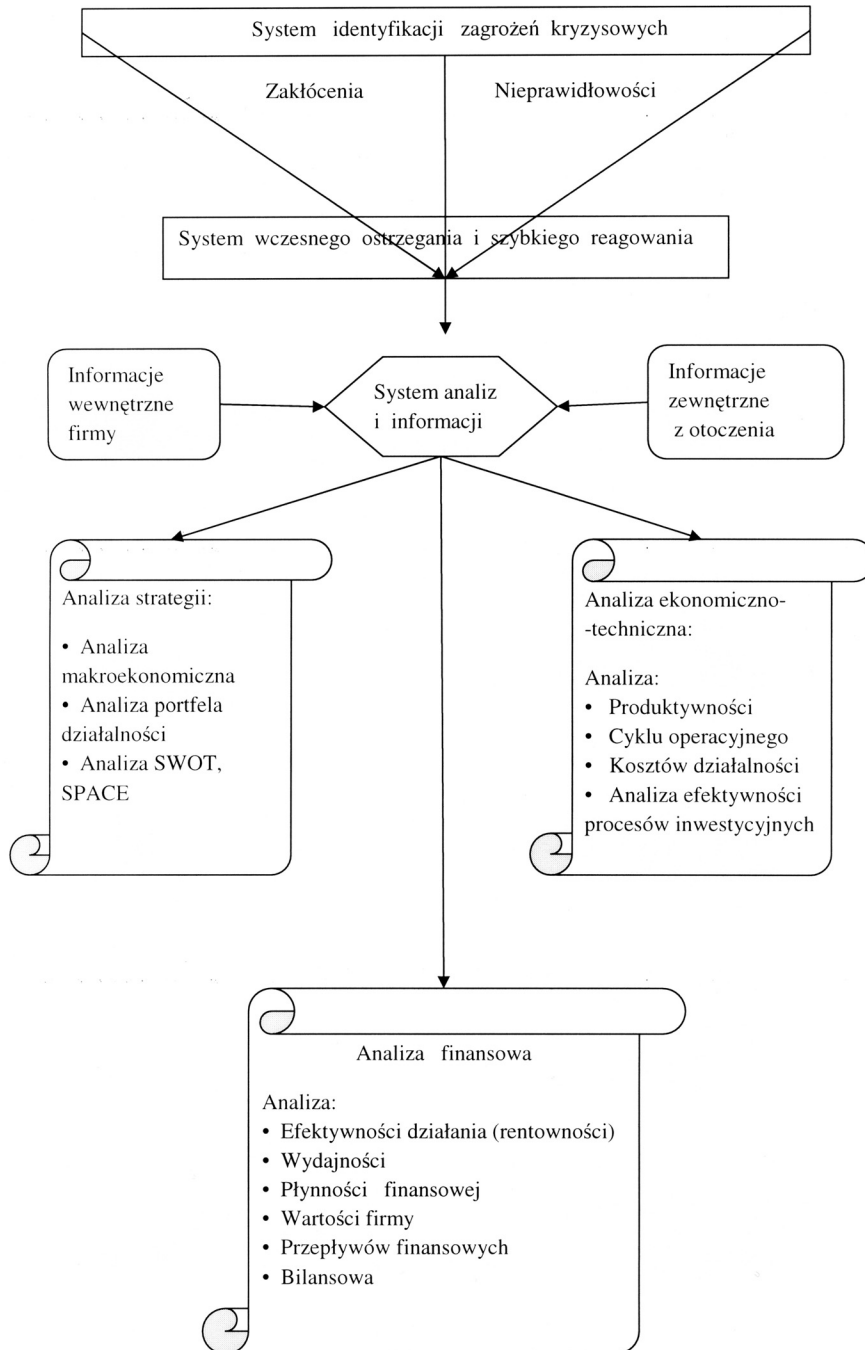 System identyfikacji zagrożeń kryzysowych
Zakłócenia
Nieprawidłowości
System wczesnego ostrzegania i szybkiego reagowania
Informacje
wewnętrzne
firmy
System analiz
i informacji
Informacje
zewnętrzne
z otoczenia
Analiza strategii:
• Analiza
makroekonomiczna
• Analiza portfela
działalności
• Analiza SWOT,
SPACE
Analiza ekonomiczno-
-techniczna:
Analiza:
• Produktywności
• Cyklu operacyjnego
• Kosztów działalności
• Analiza efektywności
procesów inwestycyjnych
Analiza finansowa
Analiza:
• Efektywności działania (rentowności)
• Wydajności
• Płynności finansowej
• Wartości firmy
• Przepływów finansowych
• Bilansowa